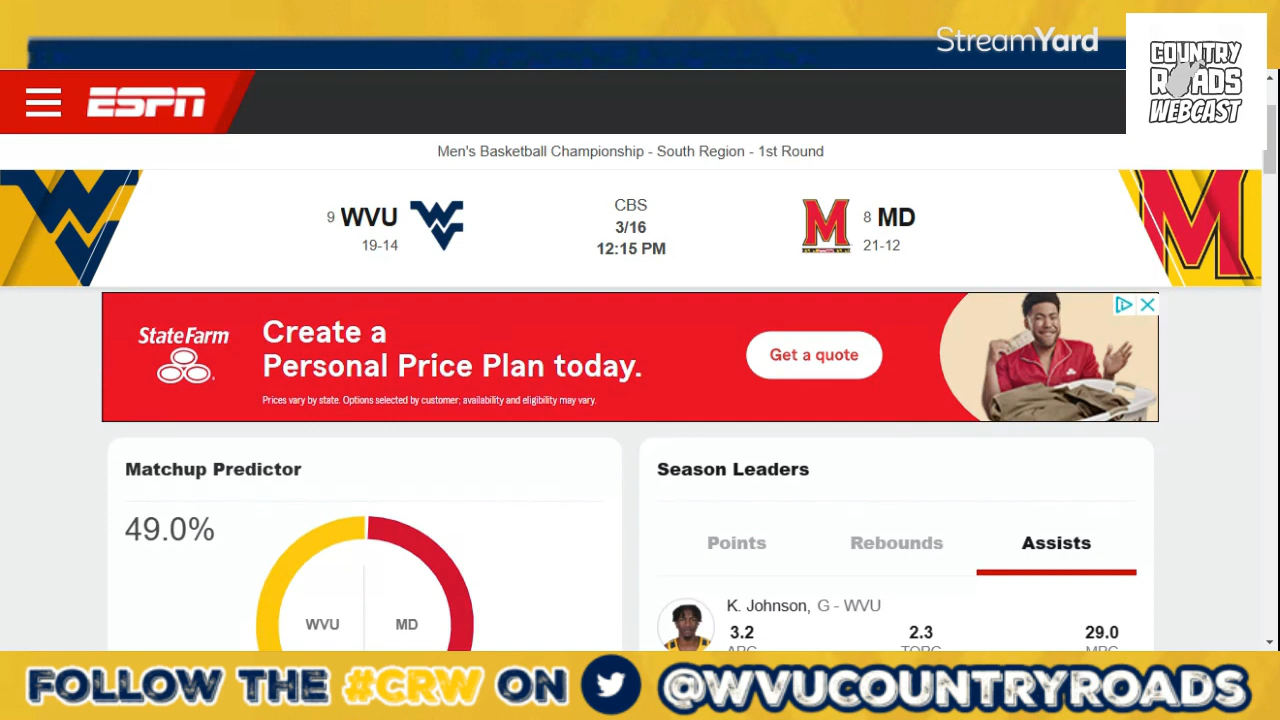 StreamYard
COUNTRY
ROADS
WEBCAST
ESPN
Men's Basketball Championship - South Region - 1st Round
9 WVU
19-14
CBS
3/16
12:15 PM
M
8 MD
21-12
M
StateFarm
Create a
Personal Price Plan today.
Prices vary by state. Options selected by customer; availability and eligibility may vary.
Get a quote
Matchup Predictor
49.0%
WVU
MD
Season Leaders
Points
Rebounds
Assists
K. Johnson, G - WVU
3.2
2.3
29.0
FOLLOW THE #CRW ON @WVUCOUNTRYROADS